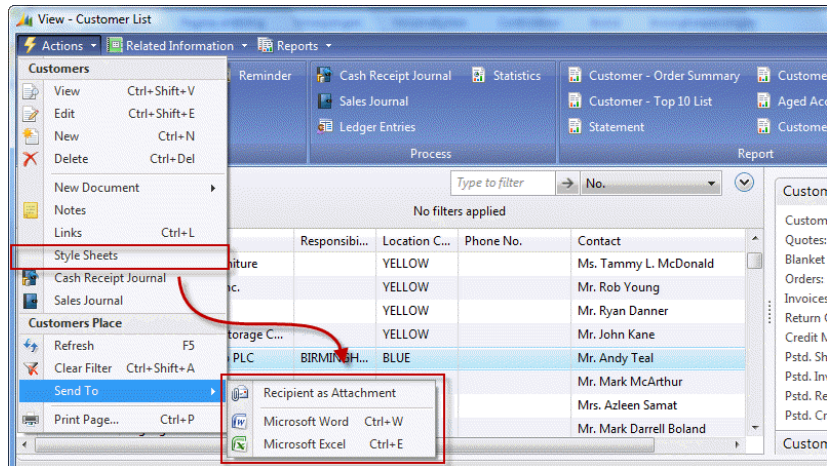 View - Customer List
Actions Related Information Reports
Customers
View Ctrl+Shift+V
Edit Ctrl+Shift+E
New Ctrl+N
Delete Ctrl+Del
New Document
Notes
Links Ctrl+L
Style Sheets
Cash Receipt Journal
Sales Journal
Customers Place
Refresh F5
Clear Filter Ctrl+Shift+A
Send To
Print Page... Ctrl+P
Recipient as Attachment
Microsoft Word Ctrl+W
Microsoft Excel Ctrl+E
Reminder
Cash Receipt Journal
Sales Journal
Ledger Entries
Statistics
Process
Customer - Order Summary
Customer - Top 10 List
Statement
Custome
Aged Acc
Custome
Report
Type to filter No.
No filters applied
Responsibi... Location C... Phone No. Contact
niture YELLOW Ms. Tammy L. McDonald
nc. YELLOW Mr. Rob Young
YELLOW Mr. Ryan Danner
torage C... YELLOW Mr. John Kane
PLC BIRMINGH... BLUE Mr. Andy Teal
Mr. Mark McArthur
Mrs. Azleen Samat
Mr. Mark Darrell Boland
Custom
Custom
Quotes:
Blanket
Orders:
Invoices
Return
Credit
Pstd. Sh
Pstd. Inv
Pstd. Re
Pstd. Cr
Custom